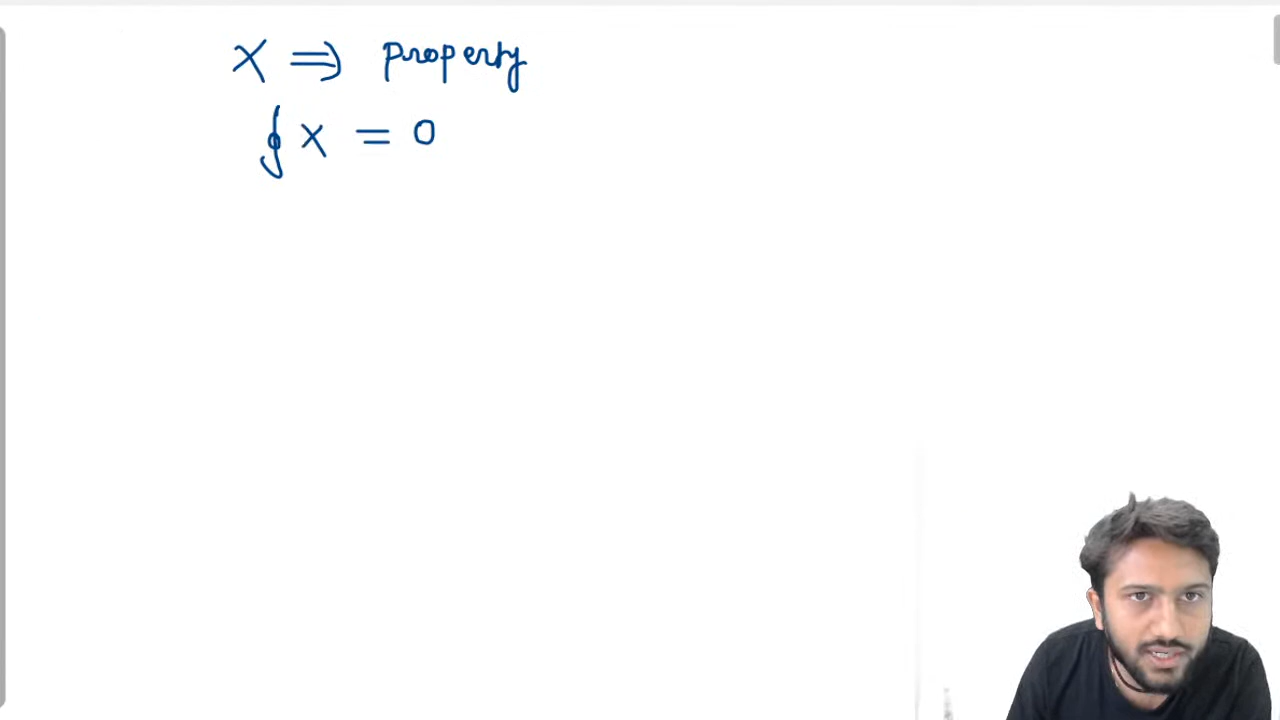 X ⇒ Property
∮ X = 0